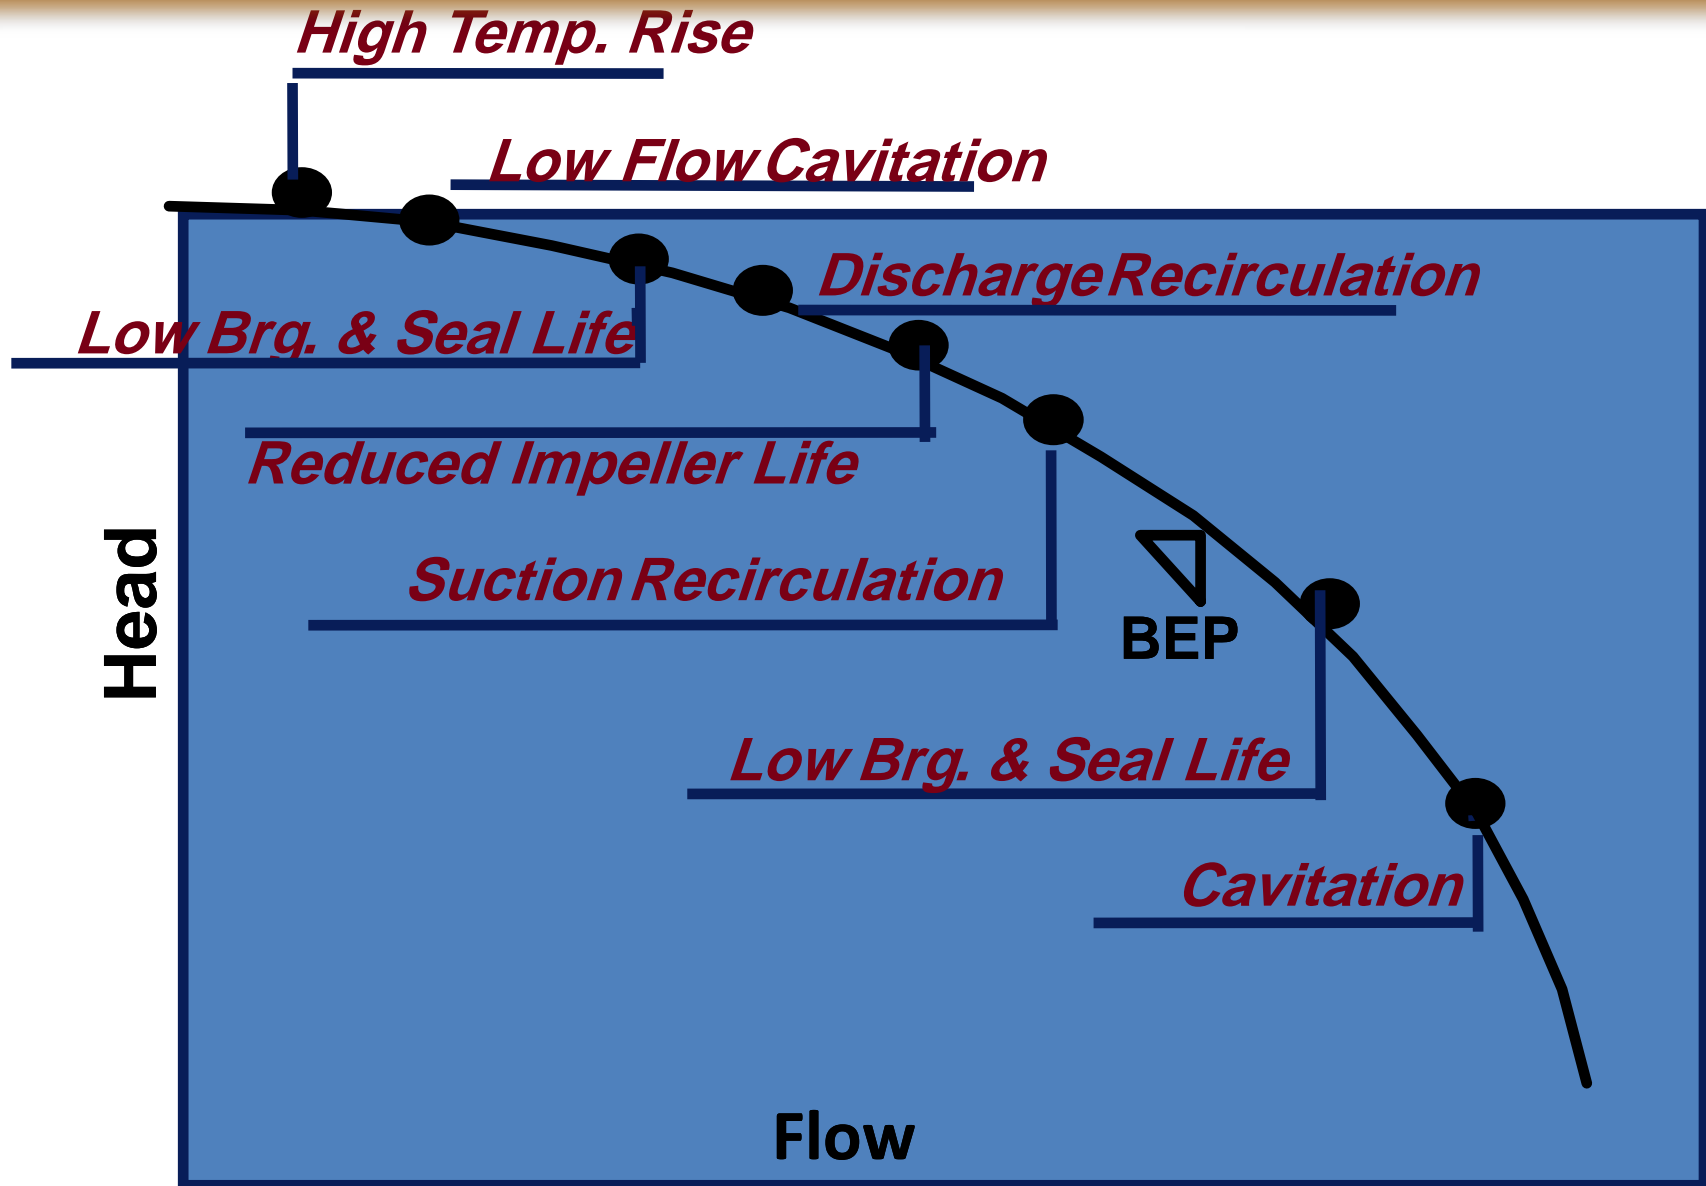 High Temp. Rise
Low Flow Cavitation
Discharge Recirculation
Low Brg. & Seal Life
Reduced Impeller Life
Suction Recirculation
BEP
Head
Low Brg. & Seal Life
Cavitation
Flow